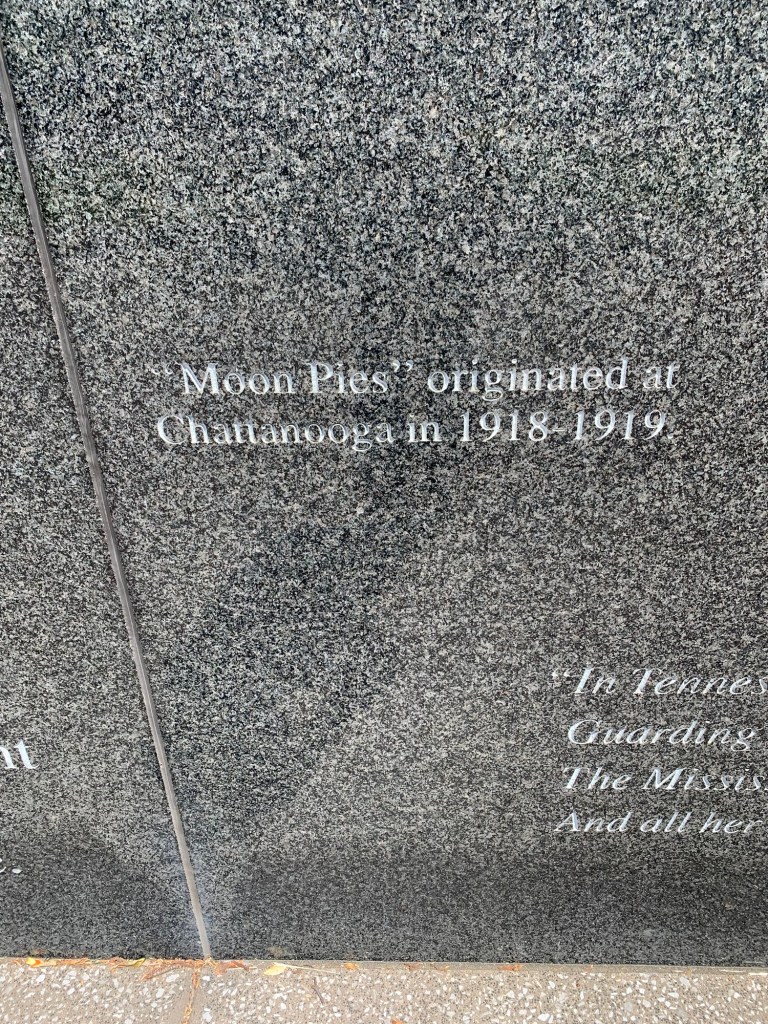 "Moon Pies" originated at
Chattanooga in 1918-1919.
"In Tennes
Guarding
The Missis
And all her
nt